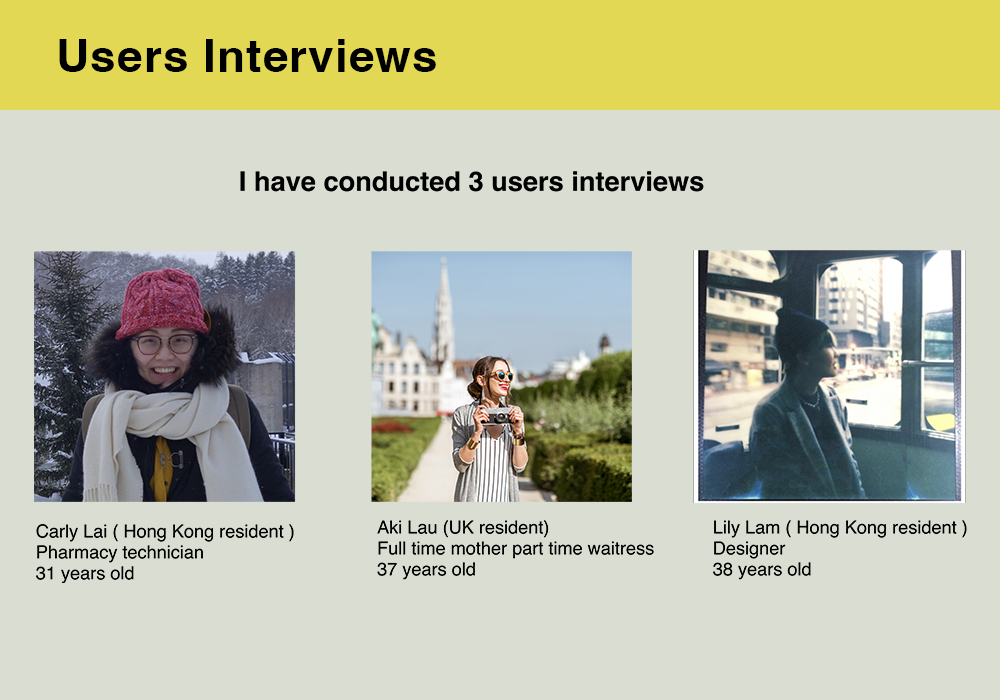 Users Interviews
I have conducted 3 users interviews
Carly Lai ( Hong Kong resident )
Pharmacy technician
31 years old
Aki Lau (UK resident)
Full time mother part time waitress
37 years old
Lily Lam ( Hong Kong resident )
Designer
38 years old